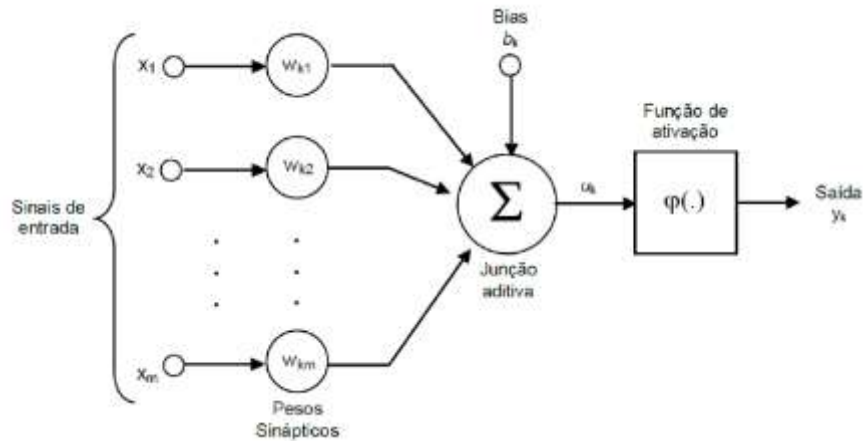 Bias
bk
x1
wk1
Função de
ativação
x2
wk2
Σ
uk
φ(.)
Saída
yk
Sinais de
entrada
Junção
aditiva
xm
wkm
Pesos
Sinápticos